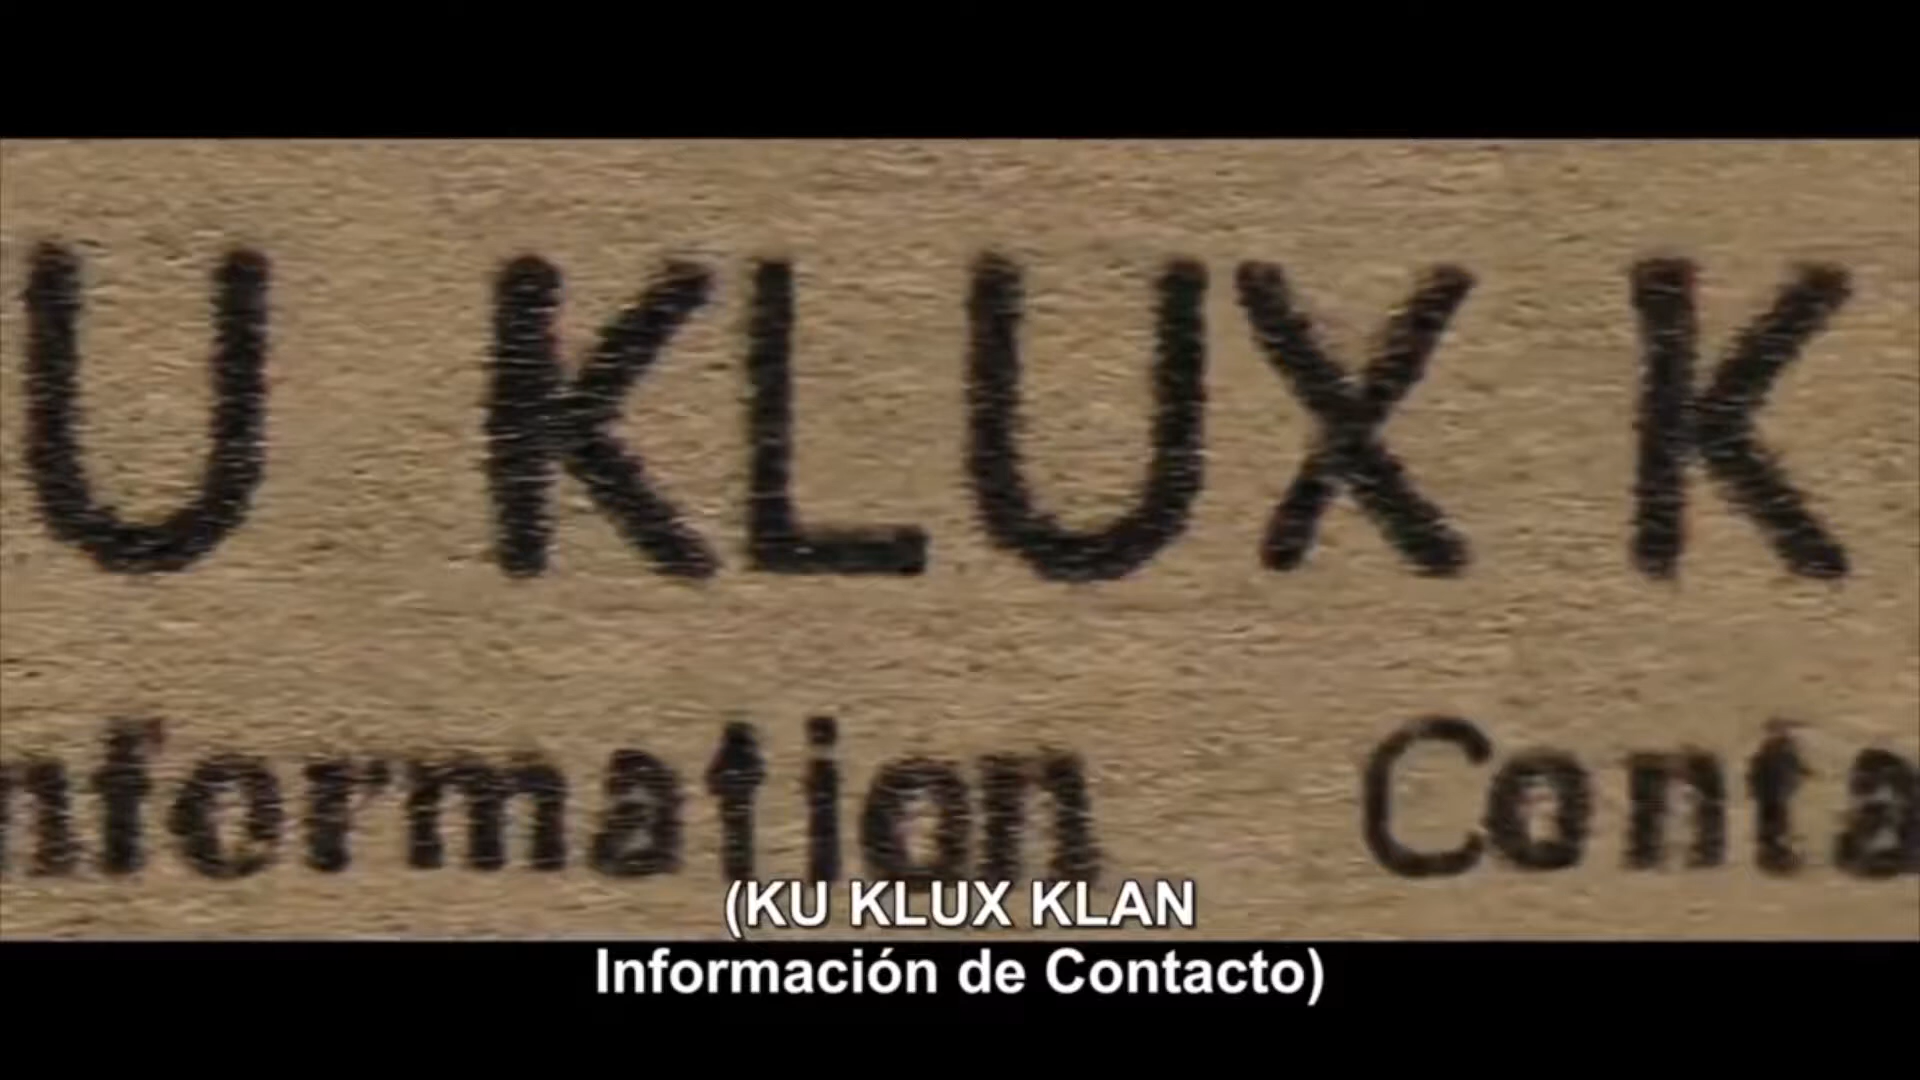 U KLUX K
nformation Conta
(KU KLUX KLAN
Información de Contacto)